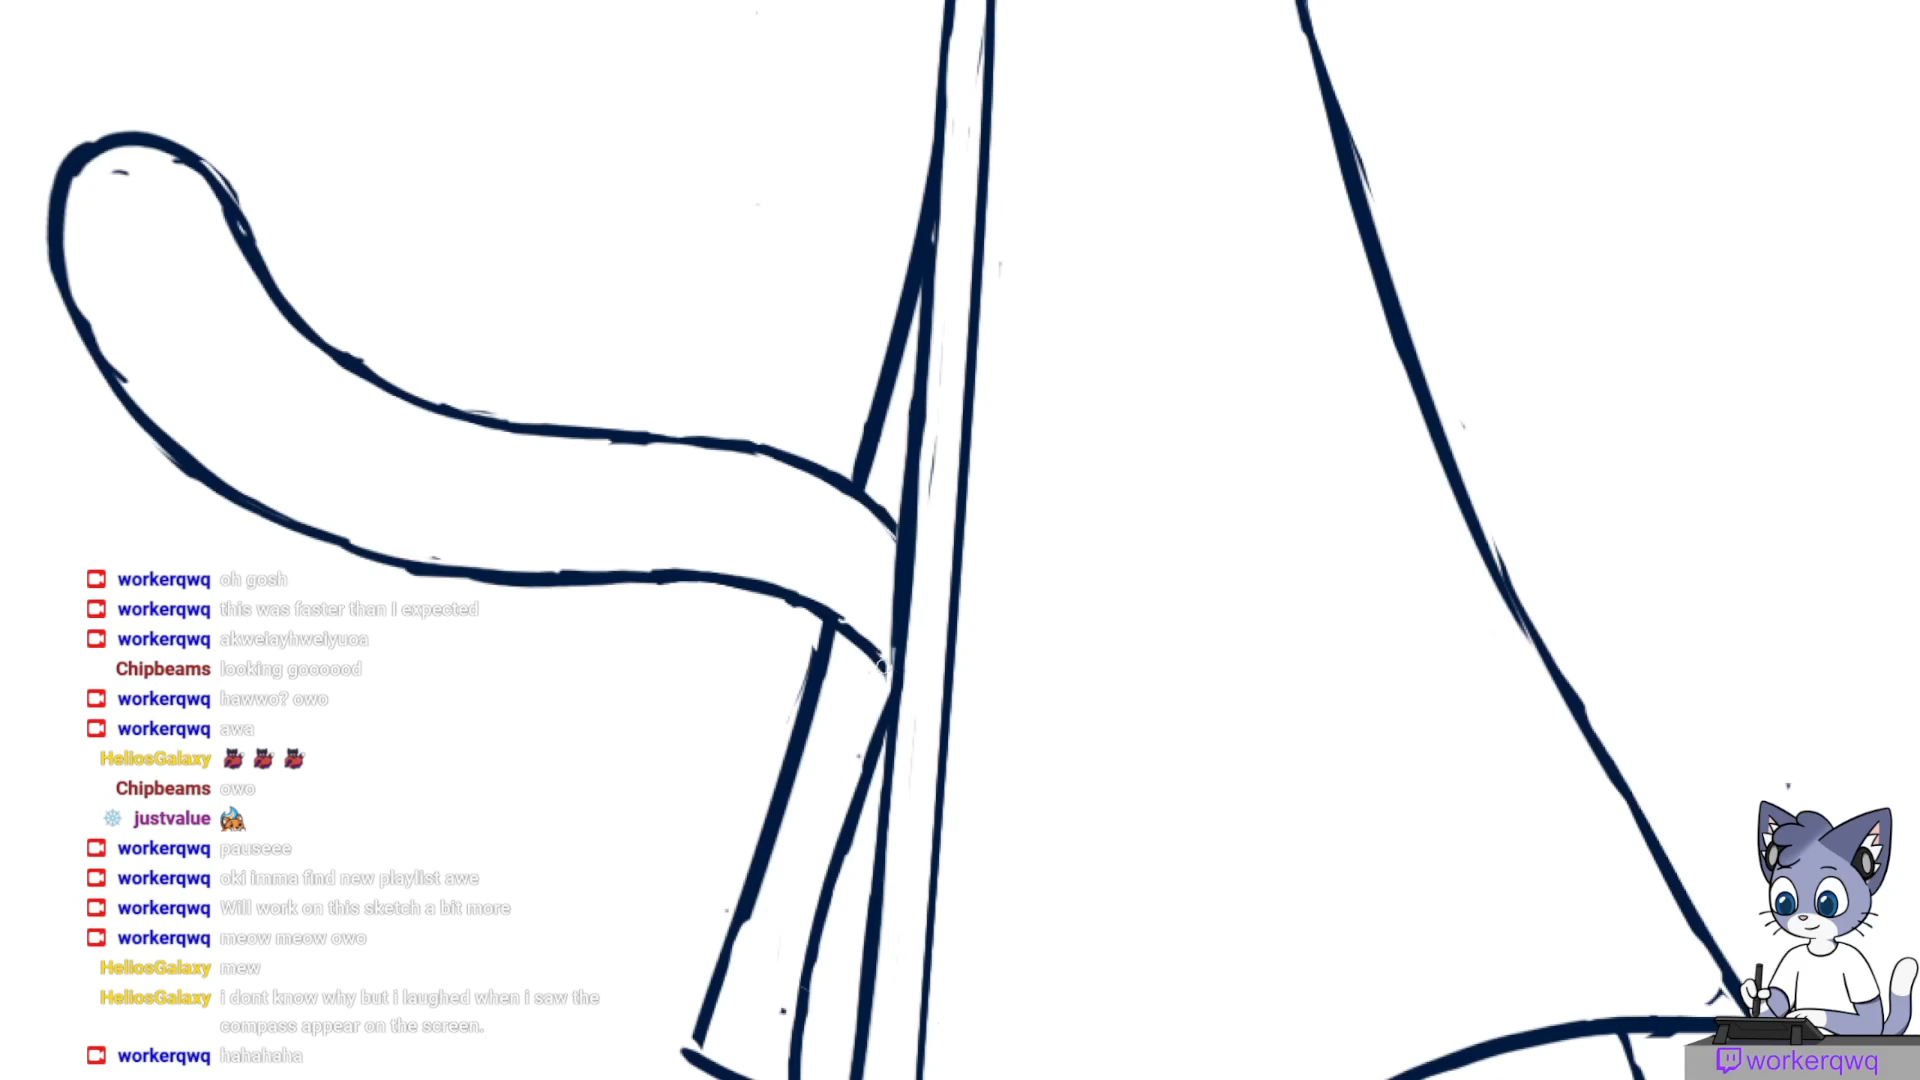 workerqwq oh gosh
workerqwq this was faster than I expected
workerqwq akwelayhwelyuoa
Chipbeams looking goooood
workerqwq hawwo? owo
workerqwq awa
HeliosGalaxy
Chipbeams owo
justvalue
workerqwq pauseee
workerqwq oki imma find new playlist awe
workerqwq Will work on this sketch a bit more
workerqwq meow meow owo
HeliosGalaxy mew
HeliosGalaxy i dont know why but i laughed when i saw the
compass appear on the screen.
workerqwq hahahaha
workerqwq